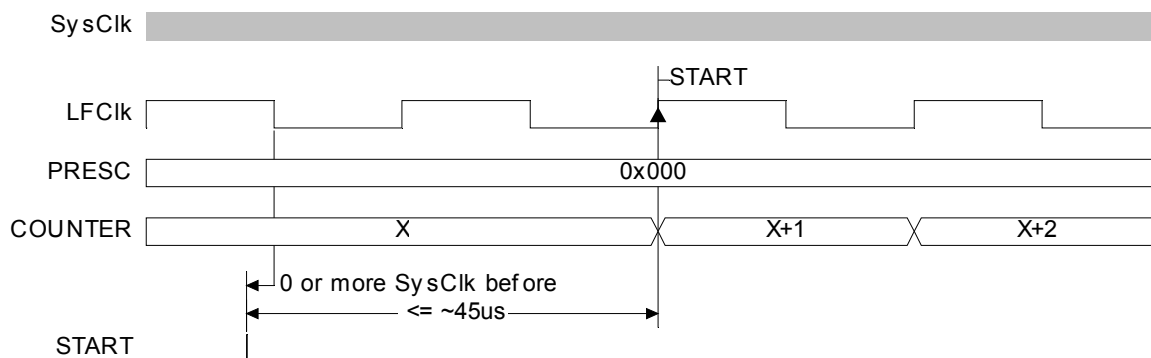 SysClk
START
LFClk
PRESC 0x000
COUNTER X X+1 X+2
0 or more SysClk before
<= ~45us
START